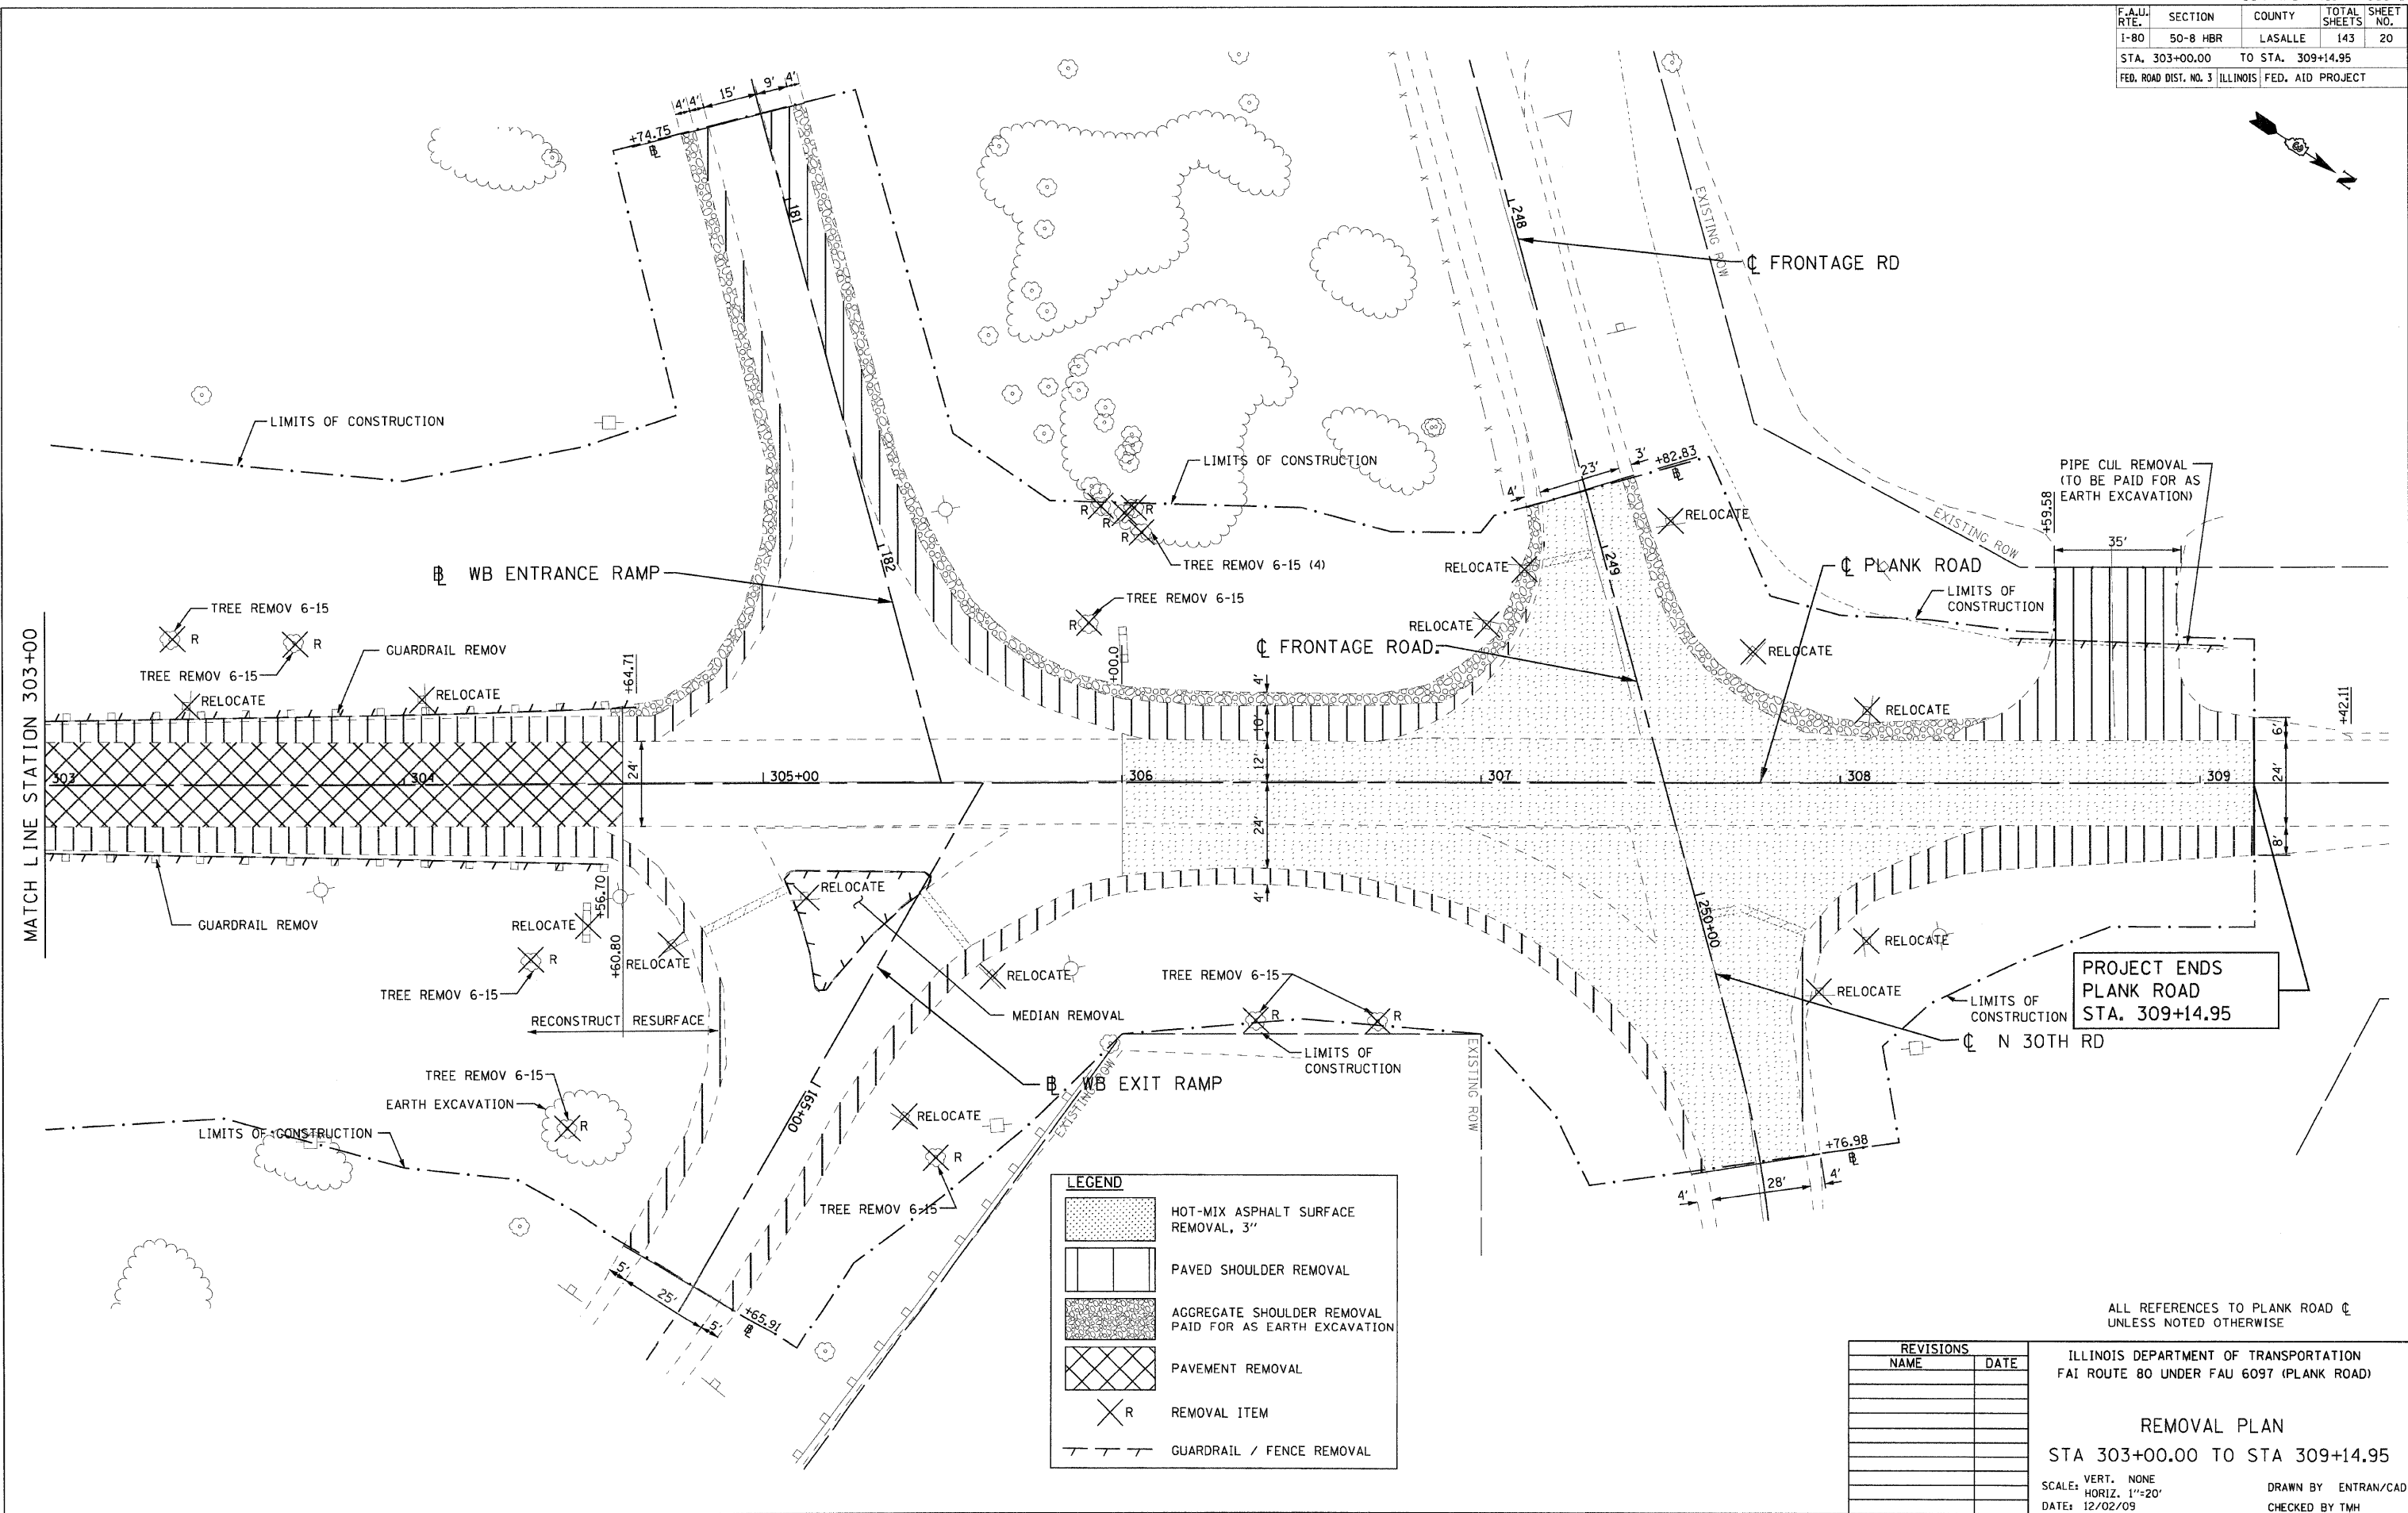 F.A.U. RTE. SECTION COUNTY TOTAL SHEETS SHEET NO.
I-80 50-8 HBR LASALLE 143 20
STA. 303+00.00 TO STA. 309+14.95
FED. ROAD DIST. NO. 3 ILLINOIS FED. AID PROJECT
N
4' 4' 15' 9' 4'
+74.75
181
182
248
EXISTING ROW
℄ FRONTAGE RD
LIMITS OF CONSTRUCTION
LIMITS OF CONSTRUCTION
4' 23' 3' +82.83
RELOCATE
PIPE CUL REMOVAL
(TO BE PAID FOR AS
EARTH EXCAVATION)
+59.58
EXISTING ROW
35'
R R R R
TREE REMOV 6-15 (4)
RELOCATE
249
℄ PLANK ROAD
LIMITS OF
CONSTRUCTION
WB ENTRANCE RAMP
TREE REMOV 6-15
R
TREE REMOV 6-15
R
TREE REMOV 6-15
R
GUARDRAIL REMOV
RELOCATE
RELOCATE
+64.71
+00.0
℄ FRONTAGE ROAD.
RELOCATE
RELOCATE
RELOCATE
+42.11
MATCH LINE STATION 303+00
303 304 305+00 306 307 308 309
24'
4'
10'
12'
24'
4'
6'
24'
8'
GUARDRAIL REMOV
+56.70
+60.80
RELOCATE
RELOCATE
RELOCATE
R
TREE REMOV 6-15
RECONSTRUCT RESURFACE
RELOCATE
MEDIAN REMOVAL
TREE REMOV 6-15
R
R
LIMITS OF
CONSTRUCTION
EXISTING ROW
EXISTING ROW
250+00
RELOCATE
RELOCATE
LIMITS OF
CONSTRUCTION
PROJECT ENDS
PLANK ROAD
STA. 309+14.95
℄ N 30TH RD
WB EXIT RAMP
165+00
TREE REMOV 6-15
EARTH EXCAVATION
R
LIMITS OF CONSTRUCTION
RELOCATE
R
TREE REMOV 6-15
+76.98
4' 28' 4'
5' 25' 5' +65.91
LEGEND
HOT-MIX ASPHALT SURFACE
REMOVAL, 3"
PAVED SHOULDER REMOVAL
AGGREGATE SHOULDER REMOVAL
PAID FOR AS EARTH EXCAVATION
PAVEMENT REMOVAL
R REMOVAL ITEM
GUARDRAIL / FENCE REMOVAL
ALL REFERENCES TO PLANK ROAD ℄
UNLESS NOTED OTHERWISE
REVISIONS
NAME DATE
ILLINOIS DEPARTMENT OF TRANSPORTATION
FAI ROUTE 80 UNDER FAU 6097 (PLANK ROAD)
REMOVAL PLAN
STA 303+00.00 TO STA 309+14.95
SCALE: VERT. NONE
HORIZ. 1"=20'
DATE: 12/02/09
DRAWN BY ENTRAN/CAD
CHECKED BY TMH